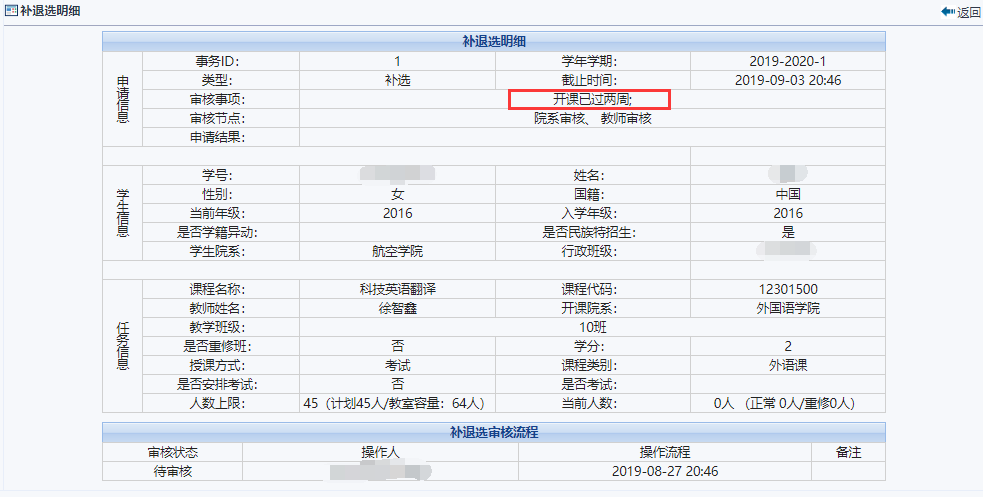 补退选明细 返回
补退选明细
申请信息
事务ID： 1 学年学期： 2019-2020-1
类型： 补选 截止时间： 2019-09-03 20:46
审核事项： 开课已过两周;
审核节点： 院系审核、 教师审核
申请结果：
学生信息
学号： 姓名：
性别： 女 国籍： 中国
当前年级： 2016 入学年级： 2016
是否学籍异动： 是否民族特招生： 是
学生院系： 航空学院 行政班级：
任务信息
课程名称： 科技英语翻译 课程代码： 12301500
教师姓名： 徐智鑫 开课院系： 外国语学院
教学班级： 10班
是否重修班： 否 学分： 2
授课方式： 考试 课程类别： 外语课
是否安排考试： 否 是否考试：
人数上限： 45（计划45人/教室容量：64人） 当前人数： 0人 （正常 0人/重修0人）
补退选审核流程
审核状态 操作人 操作流程 备注
待审核 2019-08-27 20:46